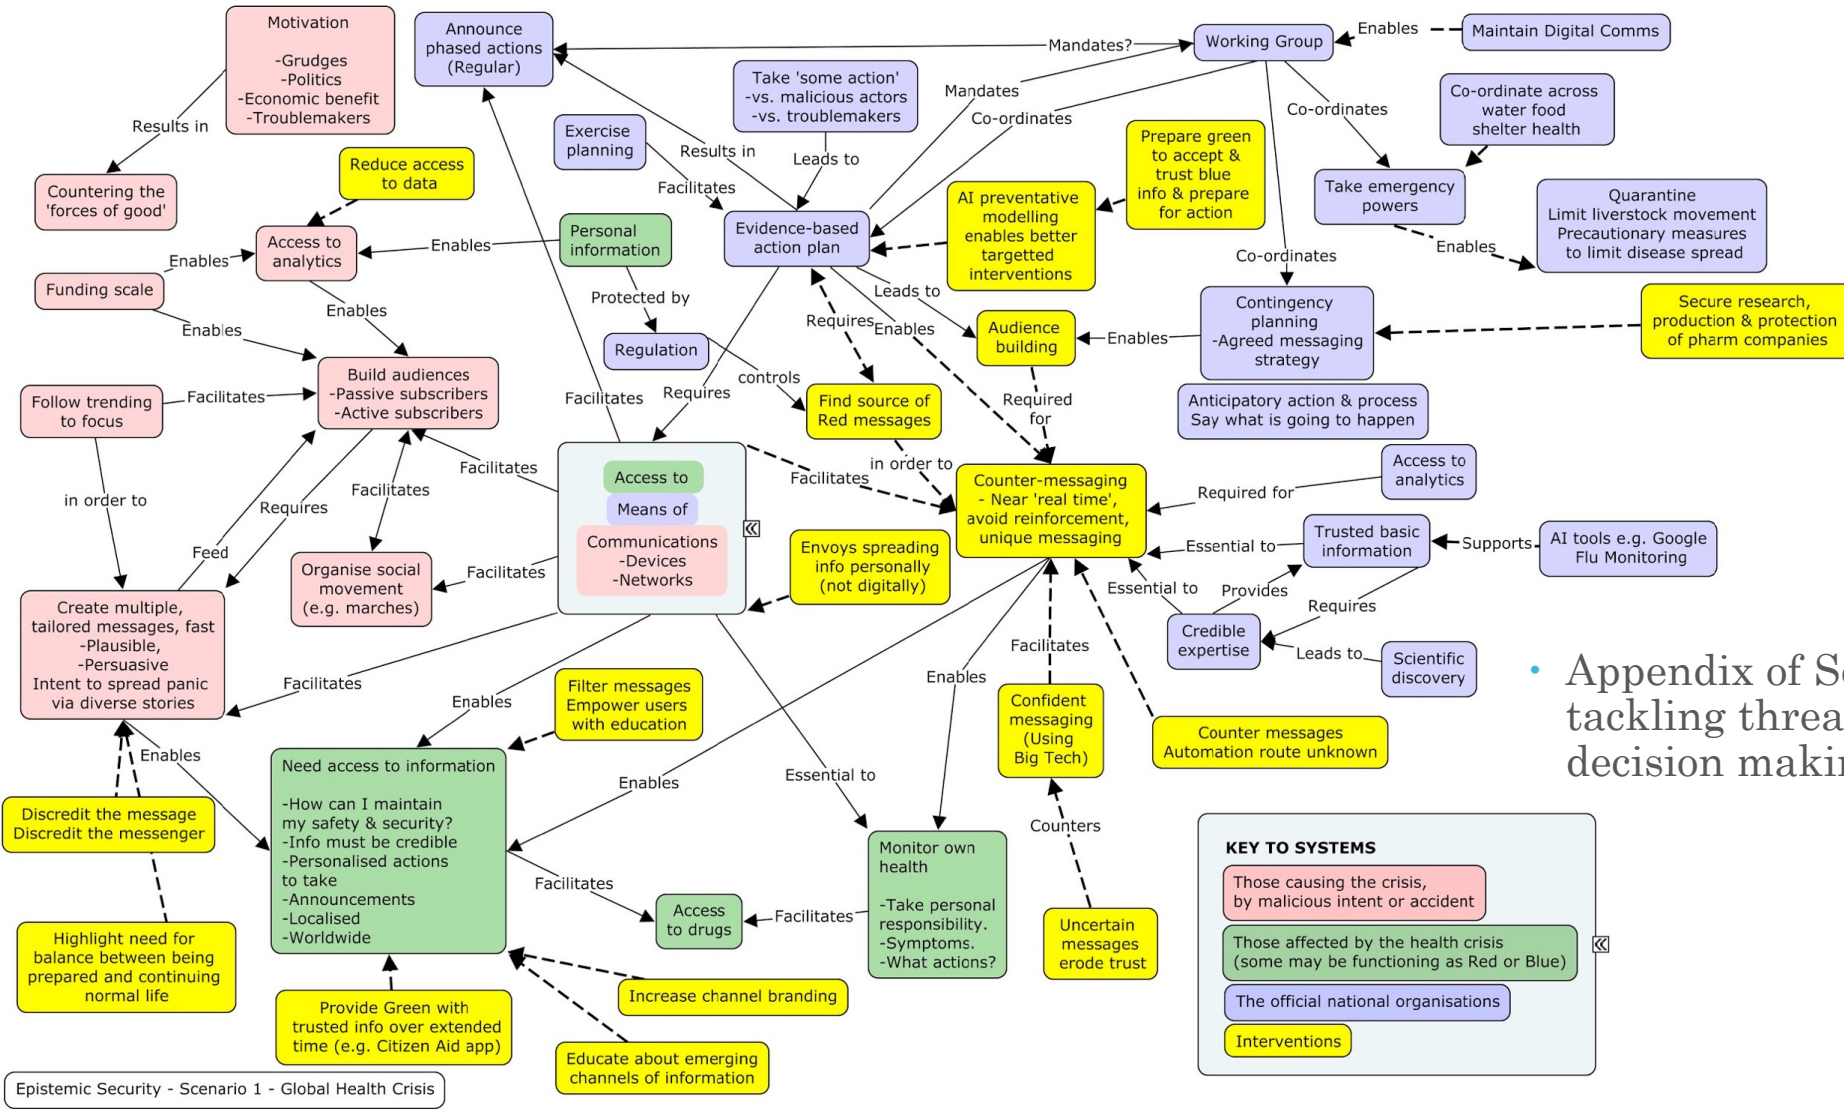 Motivation
-Grudges
-Politics
-Economic benefit
-Troublemakers
Results in
Countering the
'forces of good'
Announce
phased actions
(Regular)
Mandates?
Working Group
Enables
Maintain Digital Comms
Take 'some action'
-vs. malicious actors
-vs. troublemakers
Leads to
Exercise
planning
Facilitates
Results in
Mandates
Co-ordinates
Co-ordinates
Co-ordinates
Co-ordinate across
water food
shelter health
Prepare green
to accept &
trust blue
info & prepare
for action
AI preventative
modelling
enables better
targetted
interventions
Evidence-based
action plan
Take emergency
powers
Enables
Quarantine
Limit liverstock movement
Precautionary measures
to limit disease spread
Reduce access
to data
Access to
analytics
Enables
Personal
information
Protected by
Regulation
controls
Funding scale
Enables
Enables
Enables
Follow trending
to focus
Facilitates
in order to
Build audiences
-Passive subscribers
-Active subscribers
Feed
Requires
Facilitates
Organise social
movement
(e.g. marches)
Facilitates
Facilitates
Facilitates
Requires
Requires
Enables
Leads to
Audience
building
Enables
Contingency
planning
-Agreed messaging
strategy
Secure research,
production & protection
of pharm companies
Anticipatory action & process
Say what is going to happen
Find source of
Red messages
in order to
Required
for
Access to
Means of
Communications
-Devices
-Networks
Facilitates
Counter-messaging
- Near 'real time',
avoid reinforcement,
unique messaging
Required for
Access to
analytics
Essential to
Trusted basic
information
Supports
AI tools e.g. Google
Flu Monitoring
Essential to
Provides
Requires
Credible
expertise
Leads to
Scientific
discovery
Envoys spreading
info personally
(not digitally)
Create multiple,
tailored messages, fast
-Plausible,
-Persuasive
Intent to spread panic
via diverse stories
Facilitates
Enables
Enables
Filter messages
Empower users
with education
Enables
Essential to
Enables
Facilitates
Confident
messaging
(Using
Big Tech)
Counter messages
Automation route unknown
Counters
Uncertain
messages
erode trust
Discredit the message
Discredit the messenger
Highlight need for
balance between being
prepared and continuing
normal life
Need access to information
-How can I maintain
my safety & security?
-Info must be credible
-Personalised actions
to take
-Announcements
-Localised
-Worldwide
Facilitates
Access
to drugs
Facilitates
Monitor own
health
-Take personal
responsibility.
-Symptoms.
-What actions?
Provide Green with
trusted info over extended
time (e.g. Citizen Aid app)
Increase channel branding
Educate about emerging
channels of information
• Appendix of
tackling
decision
KEY TO SYSTEMS
Those causing the crisis,
by malicious intent or accident
Those affected by the health crisis
(some may be functioning as Red or Blue)
The official national organisations
Interventions
Epistemic Security - Scenario 1 - Global Health Crisis